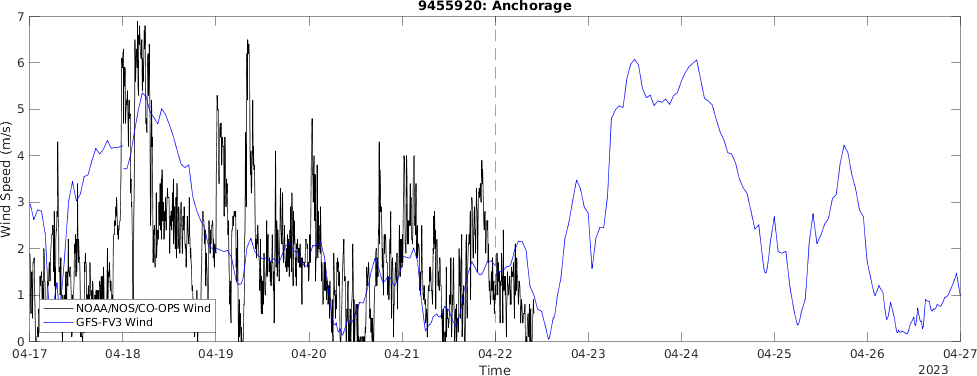 9455920: Anchorage
7
6
5
4
3
2
1
0
Wind Speed (m/s)
NOAA/NOS/CO-OPS Wind
GFS-FV3 Wind
04-17 04-18 04-19 04-20 04-21 04-22 04-23 04-24 04-25 04-26 04-27
Time
2023